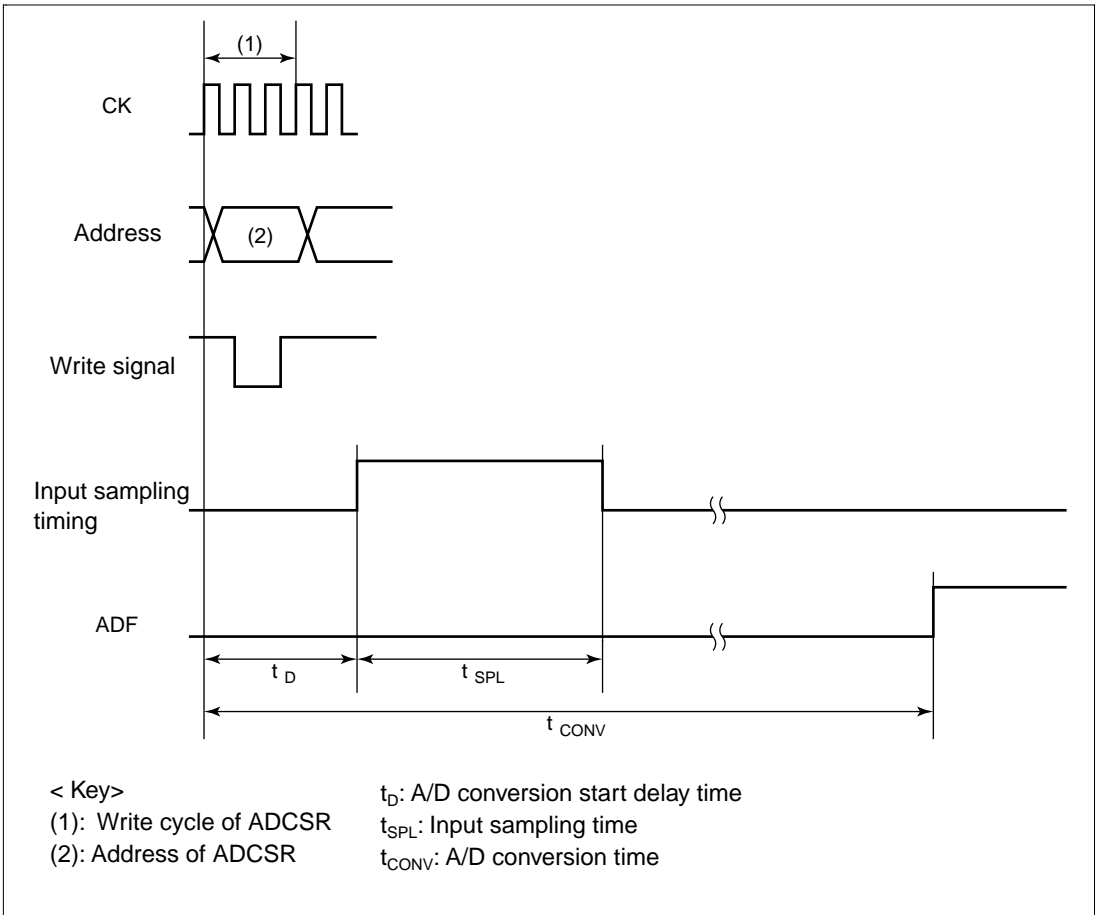 (1)
CK
Address
(2)
Write signal
Input sampling
timing
ADF
t D
t SPL
t CONV
< Key>
(1): Write cycle of ADCSR
(2): Address of ADCSR
tD: A/D conversion start delay time
tSPL: Input sampling time
tCONV: A/D conversion time